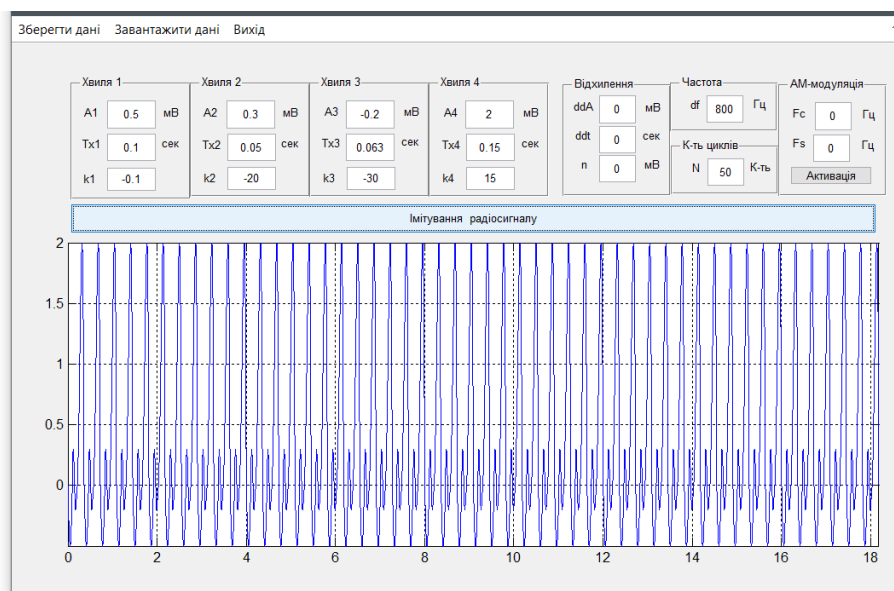 Зберегти дані Завантажити дані Вихід
Хвиля 1 Хвиля 2 Хвиля 3 Хвиля 4 Відхилення Частота АМ-модуляція
A1 0.5 мВ A2 0.3 мВ A3 -0.2 мВ A4 2 мВ ddA 0 мВ df 800 Гц Fc 0 Гц
Tx1 0.1 сек Tx2 0.05 сек Tx3 0.063 сек Tx4 0.15 сек ddt 0 сек К-ть циклів Fs 0 Гц
k1 -0.1 k2 -20 k3 -30 k4 15 n 0 мВ N 50 К-ть Активація
Імітування радіосигналу
2
1.5
1
0.5
0
0 2 4 6 8 10 12 14 16 18